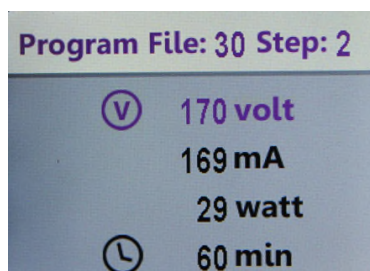 Program File: 30 Step: 2
V 170 volt
169 mA
29 watt
60 min